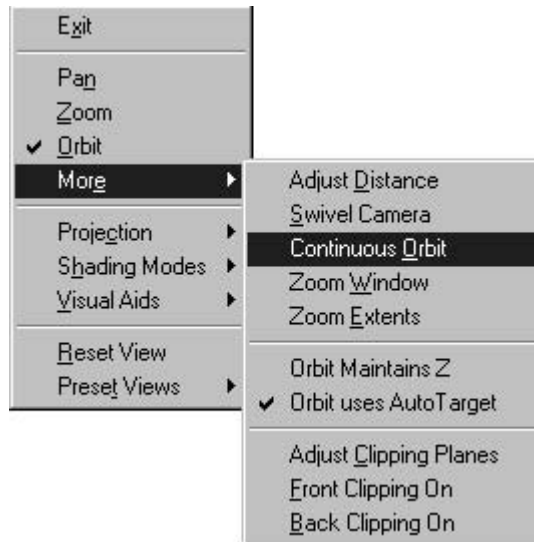 Exit
Pan
Zoom
Orbit
More
Projection
Shading Modes
Visual Aids
Reset View
Preset Views
Adjust Distance
Swivel Camera
Continuous Orbit
Zoom Window
Zoom Extents
Orbit Maintains Z
Orbit uses AutoTarget
Adjust Clipping Planes
Front Clipping On
Back Clipping On